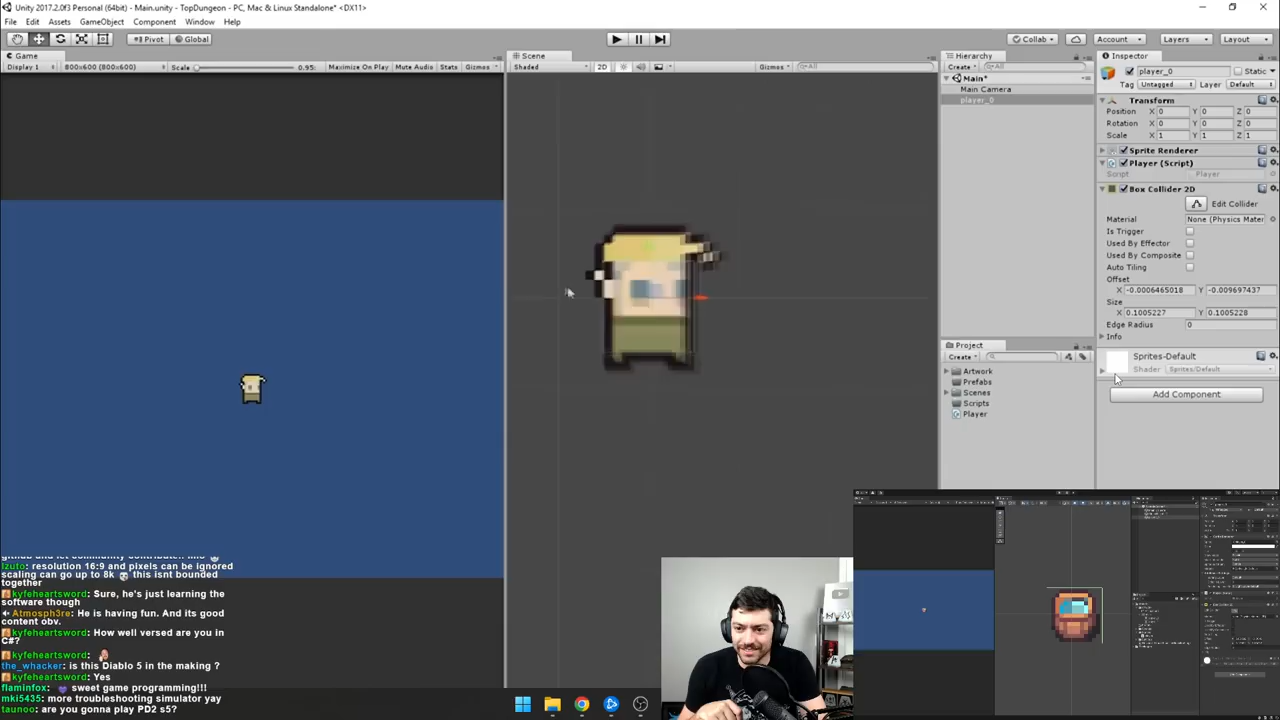 Unity 2017.2.0f3 Personal (64bit) - Main.unity - TopDungeon - PC, Mac & Linux Standalone* <DX11>
File Edit Assets GameObject Component Window Help
Pivot Global Collab Account Layers Layout
Game
Display 1 800x600 (800x600) Scale 0.95: Maximize On Play Mute Audio Stats Gizmos
Scene
Shaded 2D Gizmos All
Hierarchy
Create All
Main*
Main Camera
player_0
Project
Create
Artwork
Prefabs
Scenes
Scripts
Player
Inspector
player_0 Static
Tag Untagged Layer Default
Transform
Position X 0 Y 0 Z 0
Rotation X 0 Y 0 Z 0
Scale X 1 Y 1 Z 1
Sprite Renderer
Player (Script)
Script Player
Box Collider 2D
Edit Collider
Material None (Physics Mater
Is Trigger
Used By Effector
Used By Composite
Auto Tiling
Offset
X -0.0006465018 Y -0.009697437
Size
X 0.1005227 Y 0.1005228
Edge Radius 0
Info
Sprites-Default
Shader Sprites/Default
Add Component
github and let community contribute..
Izuto: resolution 16:9 and pixels can be ignored
scaling can go up to 8k this isnt bounded
together
kyfeheartsword: Sure, he's just learning the
software though
Atmosph3re: He is having fun. And its good
content obv.
kyfeheartsword: How well versed are you in
C#?
kyfeheartsword:
the_whacker: is this Diablo 5 in the making ?
kyfeheartsword: Yes
flaminfox: sweet game programming!!!
mki5435: more troubleshooting simulator yay
taunoo: are you gonna play PD2 s5?